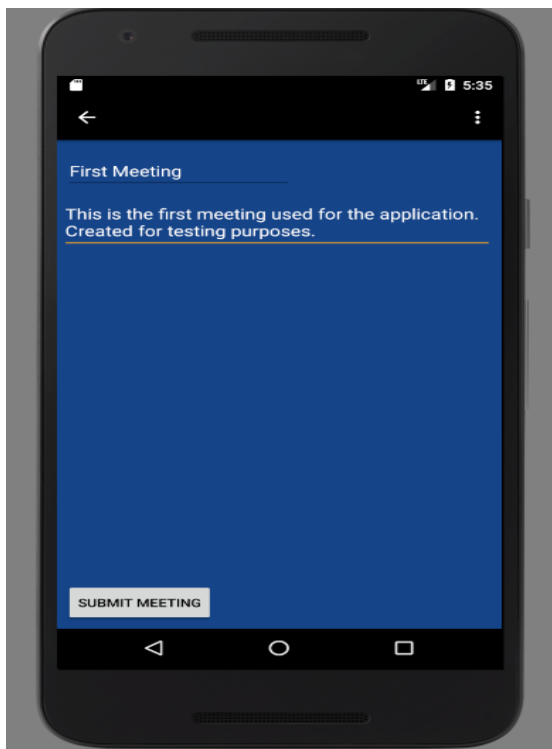 LTE 5:35
First Meeting
This is the first meeting used for the application.
Created for testing purposes.
SUBMIT MEETING